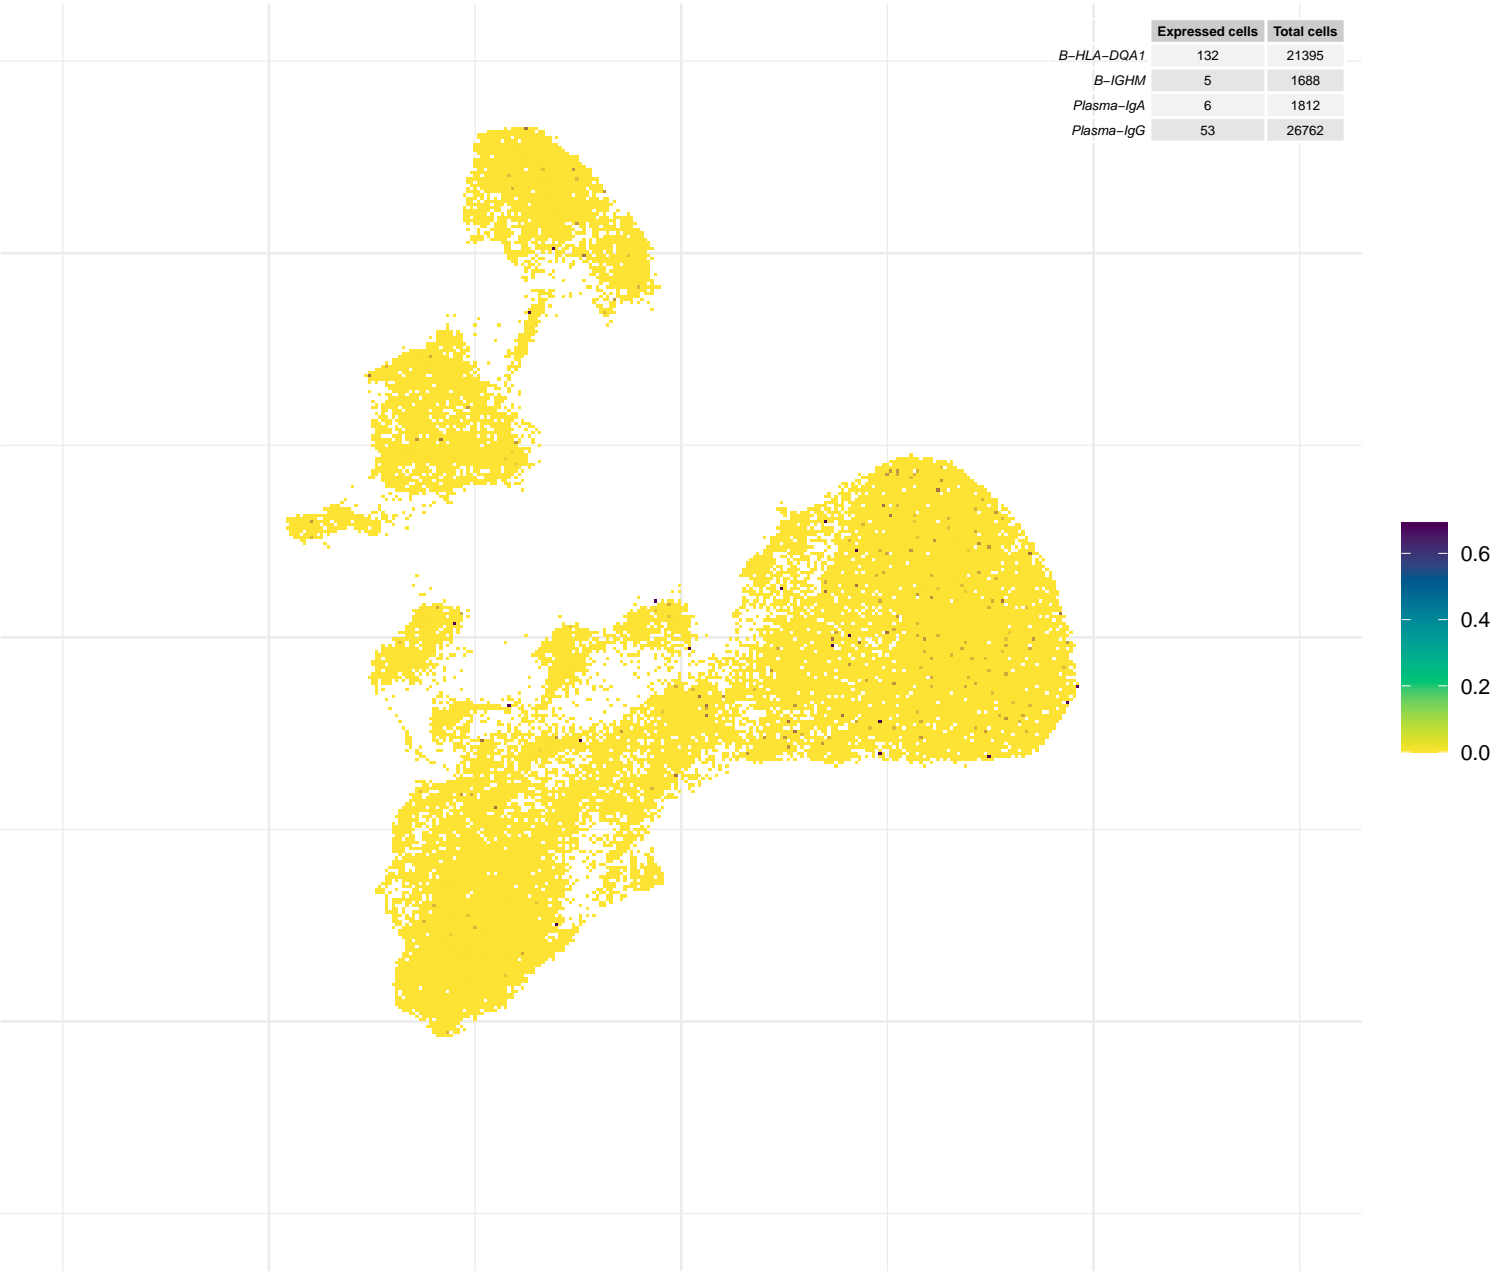 Expressed cells Total cells
B−HLA−DQA1 132 21395
B−IGHM 5 1688
Plasma−IgA 6 1812
Plasma−IgG 53 26762
0.6
0.4
0.2
0.0